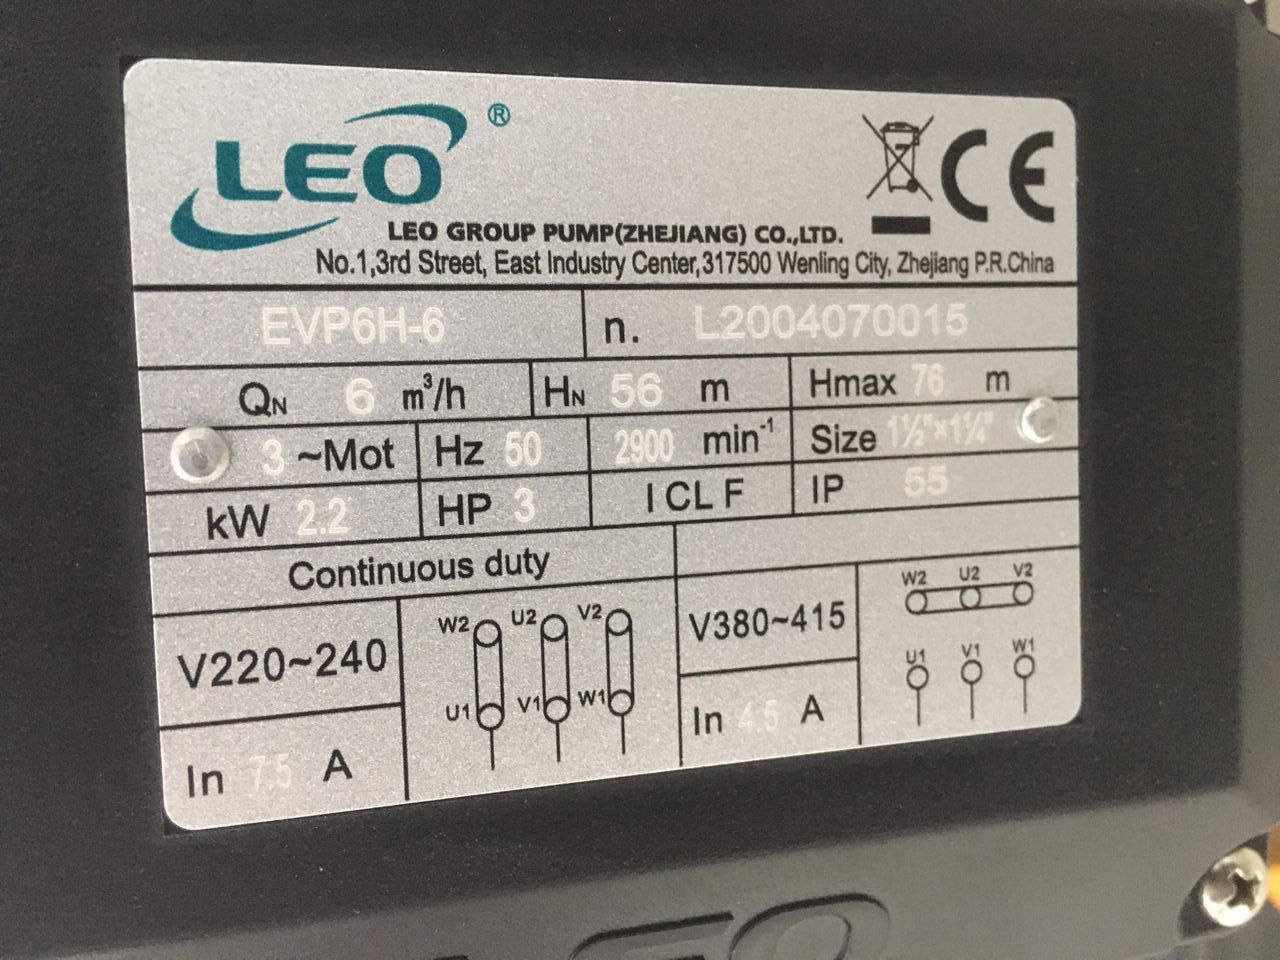 LEO ®
CE
LEO GROUP PUMP(ZHEJIANG) CO.,LTD.
No.1,3rd Street, East Industry Center,317500 Wenling City, Zhejiang P.R.China
EVP6H-6 n. L2004070015
QN 6 m³/h HN 56 m Hmax 76 m
3 ~Mot Hz 50 2900 min⁻¹ Size 1½"×1¼"
kW 2.2 HP 3 I CL F IP 55
Continuous duty
V220~240 W2 U2 V2 V380~415 W2 U2 V2
U1 V1 W1 U1 V1 W1
In 7.5 A In 4.5 A
LEO